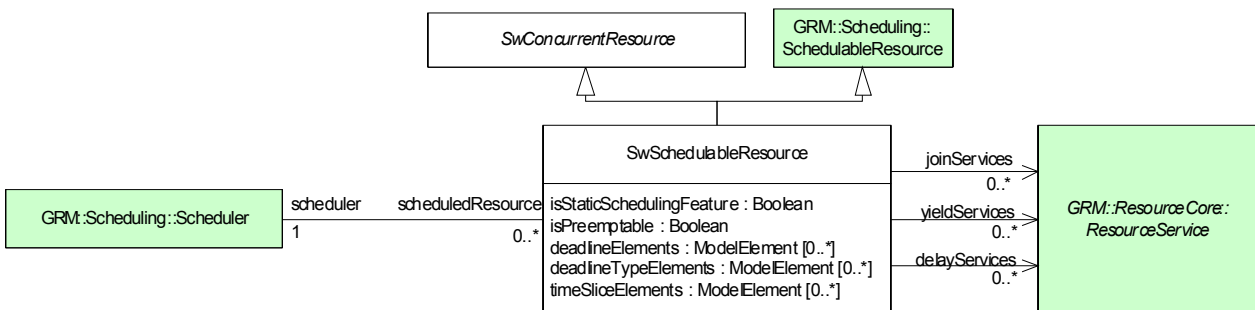 SwConcurrentResource
GRM::Scheduling::
SchedulableResource
SwSchedulableResource
isStaticSchedulingFeature : Boolean
isPreemptable : Boolean
deadlineElements : ModelElement [0..*]
deadlineTypeElements : ModelElement [0..*]
timeSliceElements : ModelElement [0..*]
GRM::Scheduling::Scheduler
scheduler
1
scheduledResource
0..*
joinServices
0..*
yieldServices
0..*
delayServices
0..*
GRM::ResourceCore::
ResourceService